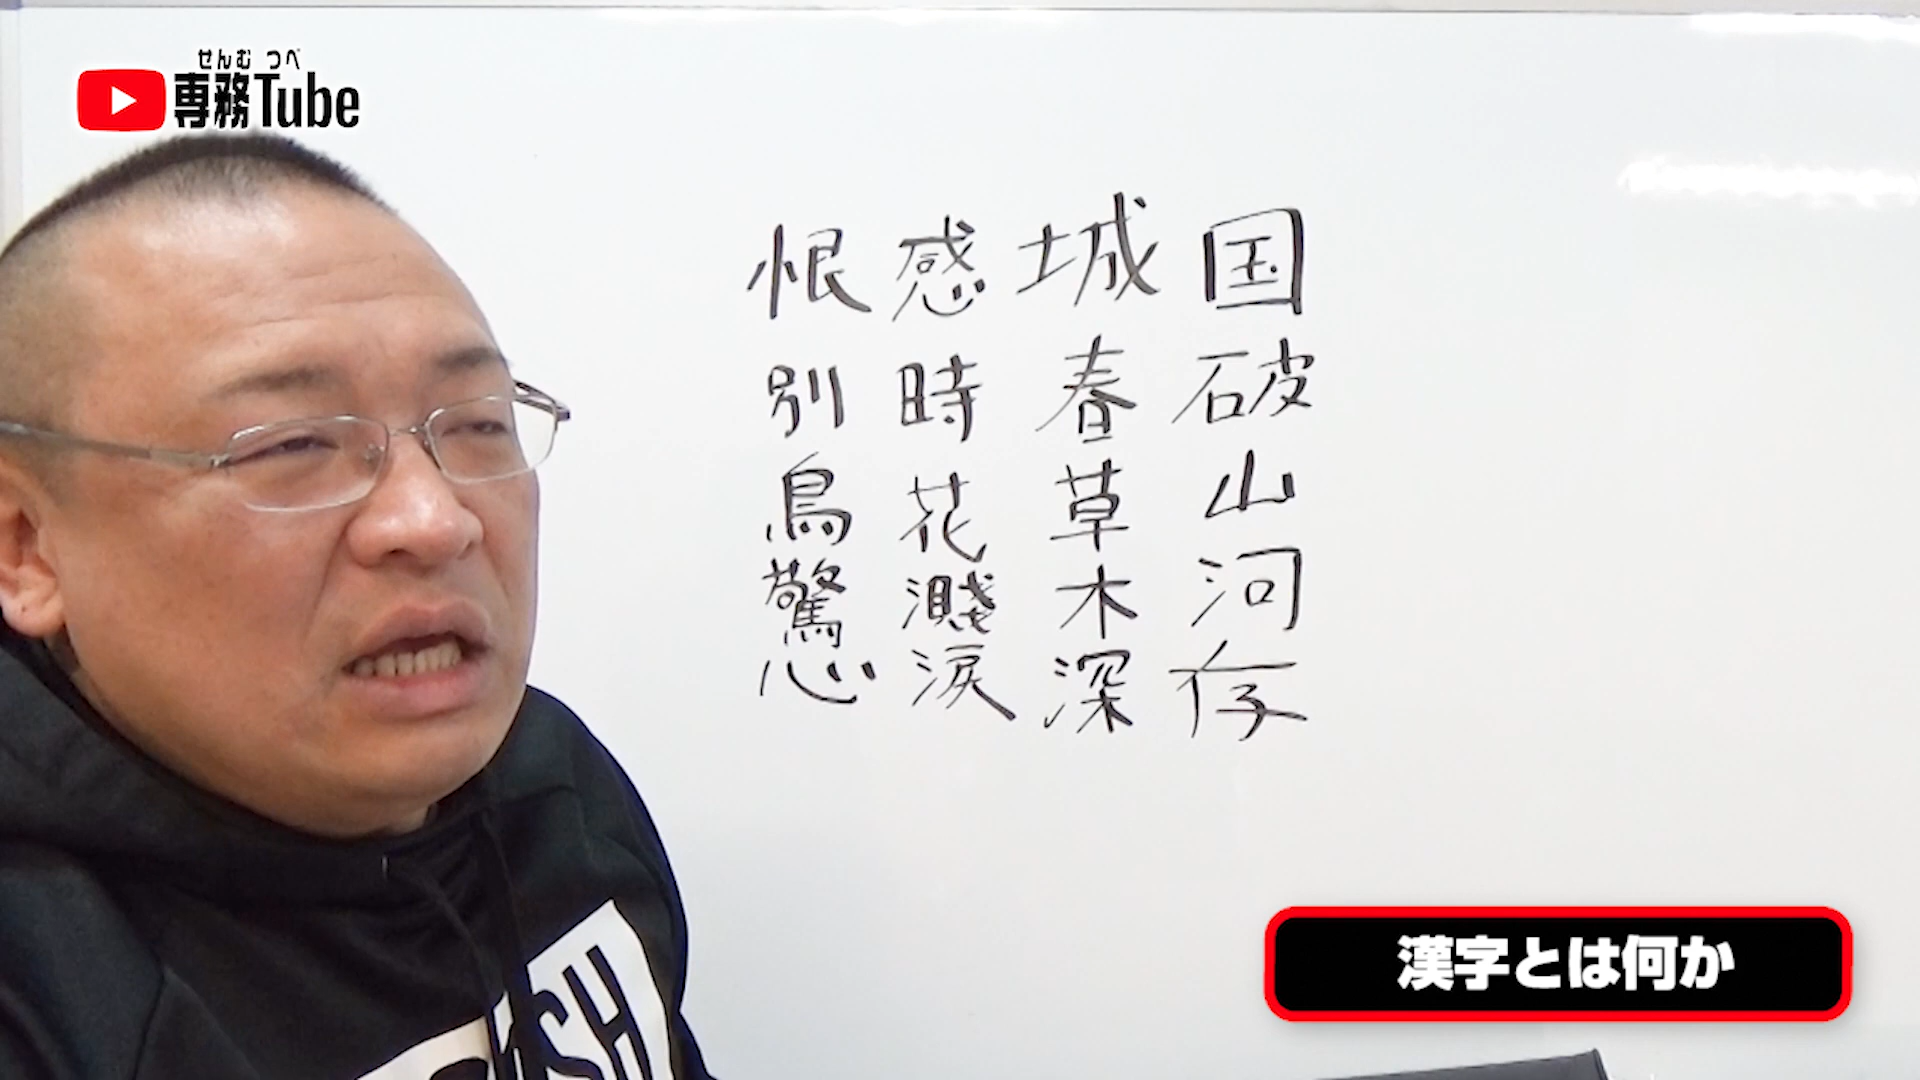 せんむ つべ
専務Tube
国破山河存
城春草木深
感時花濺涙
恨別鳥驚心
漢字とは何か